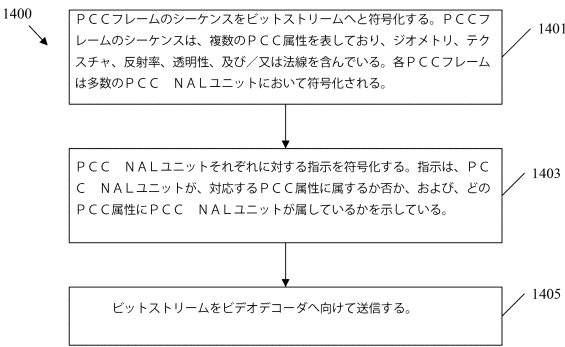 1400
ＰＣＣフレームのシーケンスをビットストリームへと符号化する。ＰＣＣフ
レームのシーケンスは、複数のＰＣＣ属性を表しており、ジオメトリ、テク
スチャ、反射率、透明性、及び／又は法線を含んでいる。各ＰＣＣフレーム
は多数のＰＣＣ　ＮＡＬユニットにおいて符号化される。
1401
ＰＣＣ　ＮＡＬユニットそれぞれに対する指示を符号化する。指示は、ＰＣ
Ｃ　ＮＡＬユニットが、対応するＰＣＣ属性に属するか否か、および、どの
ＰＣＣ属性にＰＣＣ　ＮＡＬユニットが属しているかを示している。
1403
ビットストリームをビデオデコーダへ向けて送信する。
1405